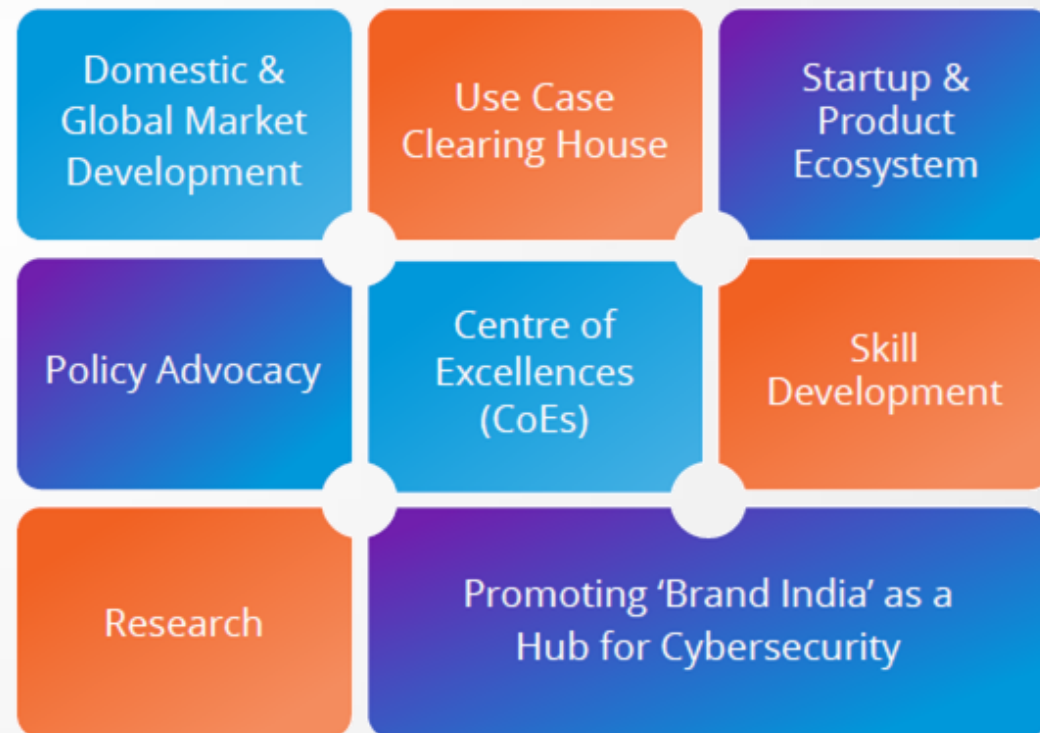 Domestic &
Global Market
Development
Use Case
Clearing House
Startup &
Product
Ecosystem
Policy Advocacy
Centre of
Excellences
(CoEs)
Skill
Development
Research
Promoting ‘Brand India’ as a
Hub for Cybersecurity